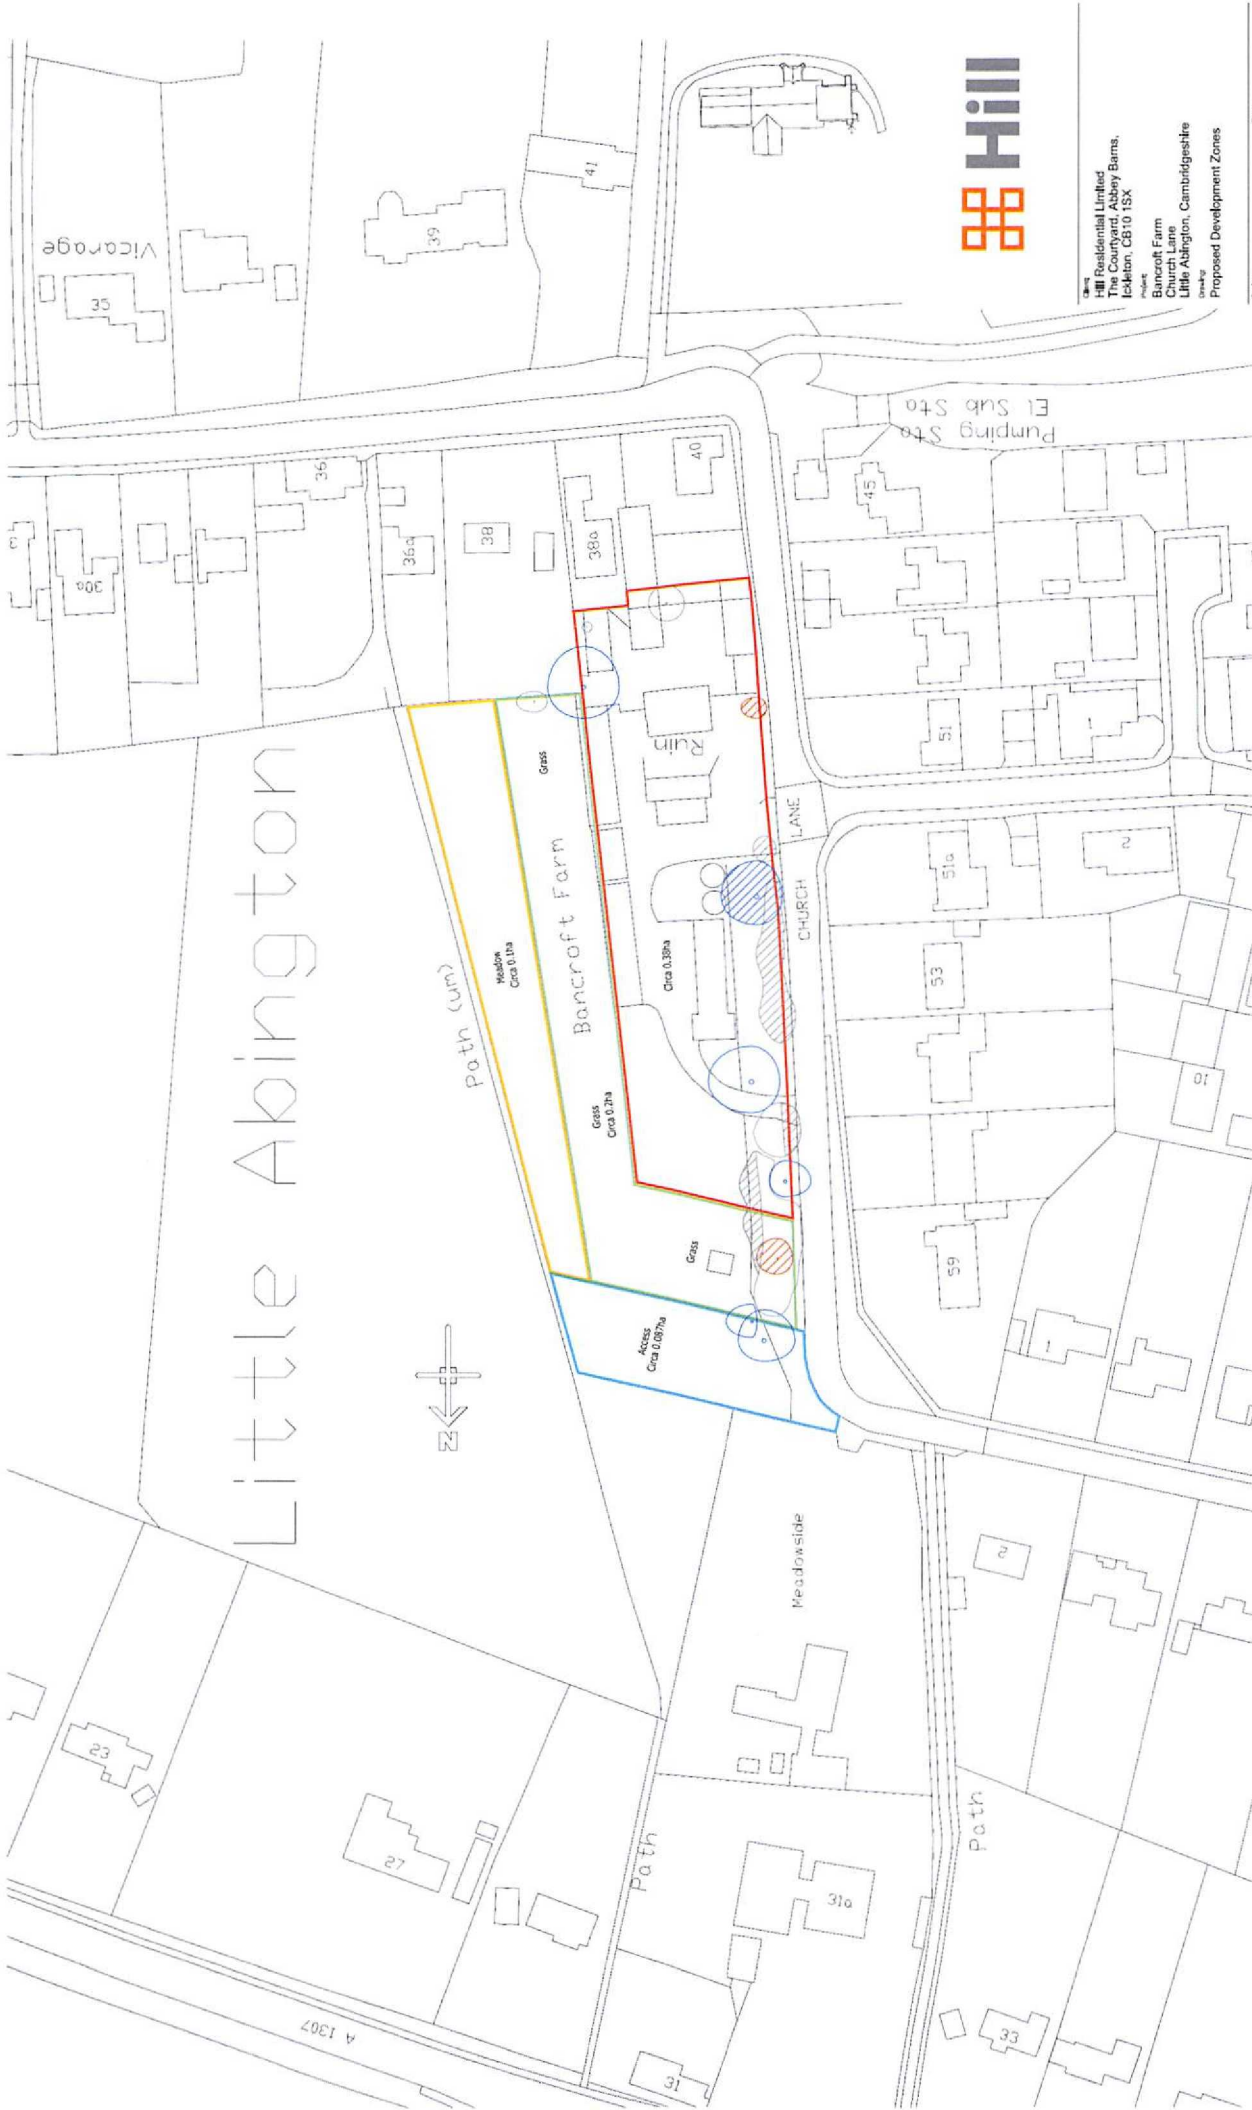 Little Abington
Vicarage
35
39
41
36
30a
36a
38
38a
40
Pumping Sta
El Sub Sta
45
51
1
51a
2
53
10
59
1
Grass
Ruin
Bancroft Farm
Meadow
Circa 0.1ha
Path (um)
Grass
Circa 0.2ha
Circa 0.38ha
CHURCH LANE
Grass
Access
Circa 0.087ha
N
Meadowside
2
23
27
Path
Path
31a
31
33
A 1307
Hill
Client
Hill Residential Limited
The Courtyard, Abbey Barns,
Ickleton, CB10 1SX
Project
Bancroft Farm
Church Lane
Little Abington, Cambridgeshire
Drawing
Proposed Development Zones